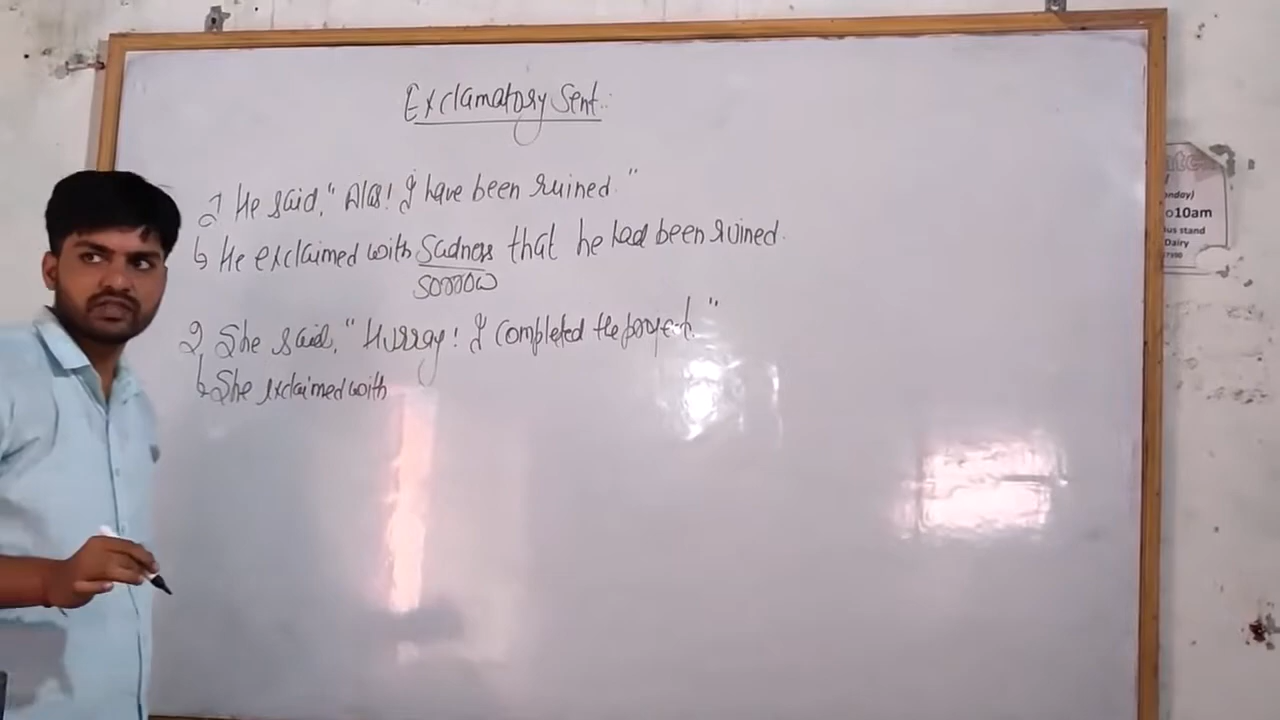 Exclamatory Sent.
1 He said, "Alas! I have been ruined."
↳ He exclaimed with Sadness that he had been ruined.
sorrow
2 She said, "Hurray! I completed the project."
↳ She exclaimed with
onday)
o10am
us stand
Dairy